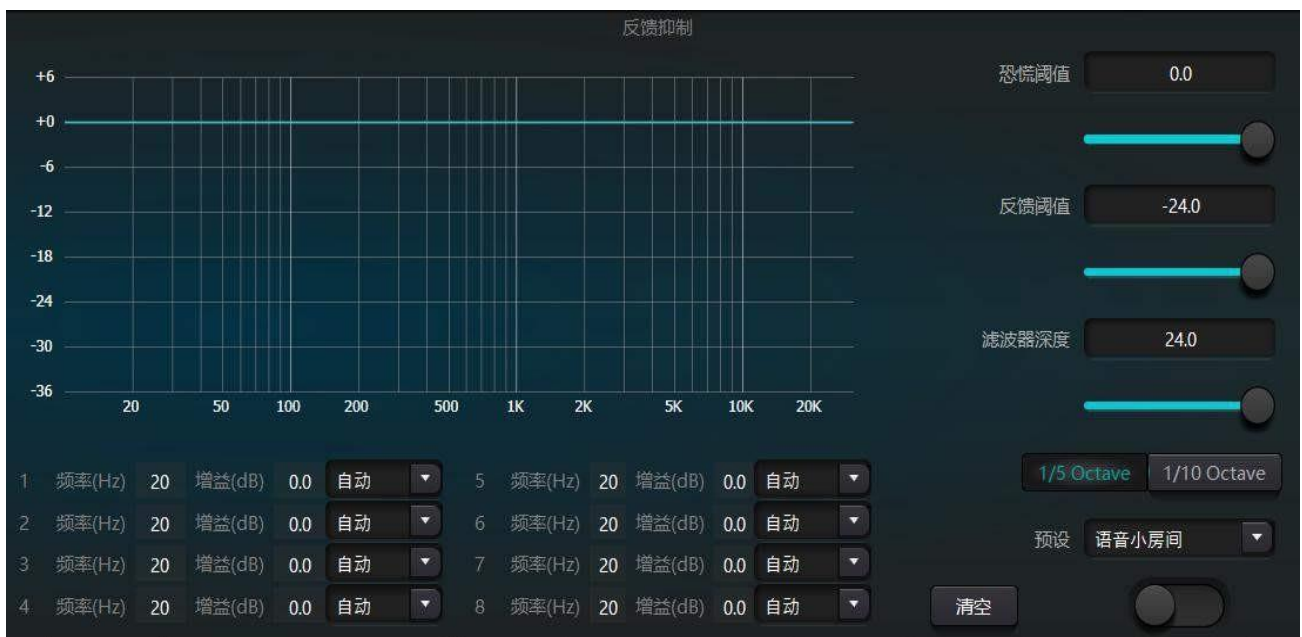 反馈抑制
+6
+0
-6
-12
-18
-24
-30
-36
20 50 100 200 500 1K 2K 5K 10K 20K
恐慌阈值 0.0
反馈阈值 -24.0
滤波器深度 24.0
1/5 Octave 1/10 Octave
预设 语音小房间
清空
1 频率(Hz) 20 增益(dB) 0.0 自动
2 频率(Hz) 20 增益(dB) 0.0 自动
3 频率(Hz) 20 增益(dB) 0.0 自动
4 频率(Hz) 20 增益(dB) 0.0 自动
5 频率(Hz) 20 增益(dB) 0.0 自动
6 频率(Hz) 20 增益(dB) 0.0 自动
7 频率(Hz) 20 增益(dB) 0.0 自动
8 频率(Hz) 20 增益(dB) 0.0 自动